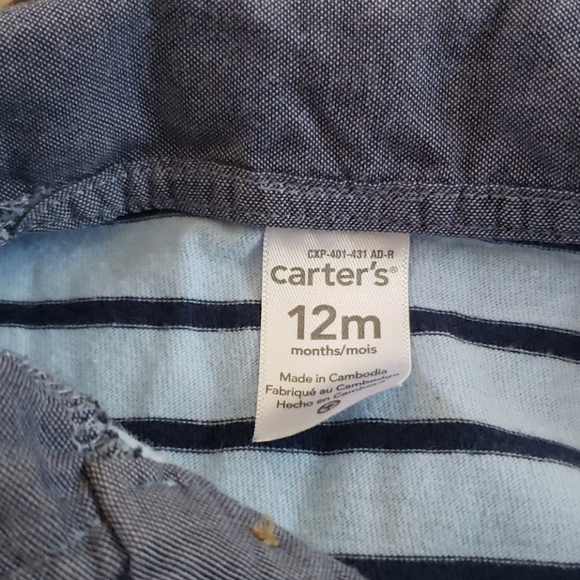 CXP-401-431 AD-R
carter's®
12m
months/mois
Made in Cambodia
Fabriqué au Cambodge
Hecho en Camboya